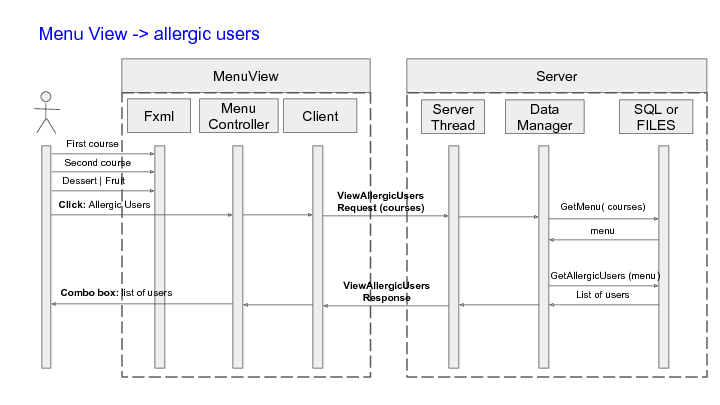 Menu View -> allergic users
MenuView
Server
Fxml
Menu
Controller
Client
Server
Thread
Data
Manager
SQL or
FILES
First course
Second course
Dessert | Fruit
Click: Allergic Users
ViewAllergicUsers
Request (courses)
GetMenu( courses)
menu
GetAllergicUsers (menu)
List of users
ViewAllergicUsers
Response
Combo box: list of users